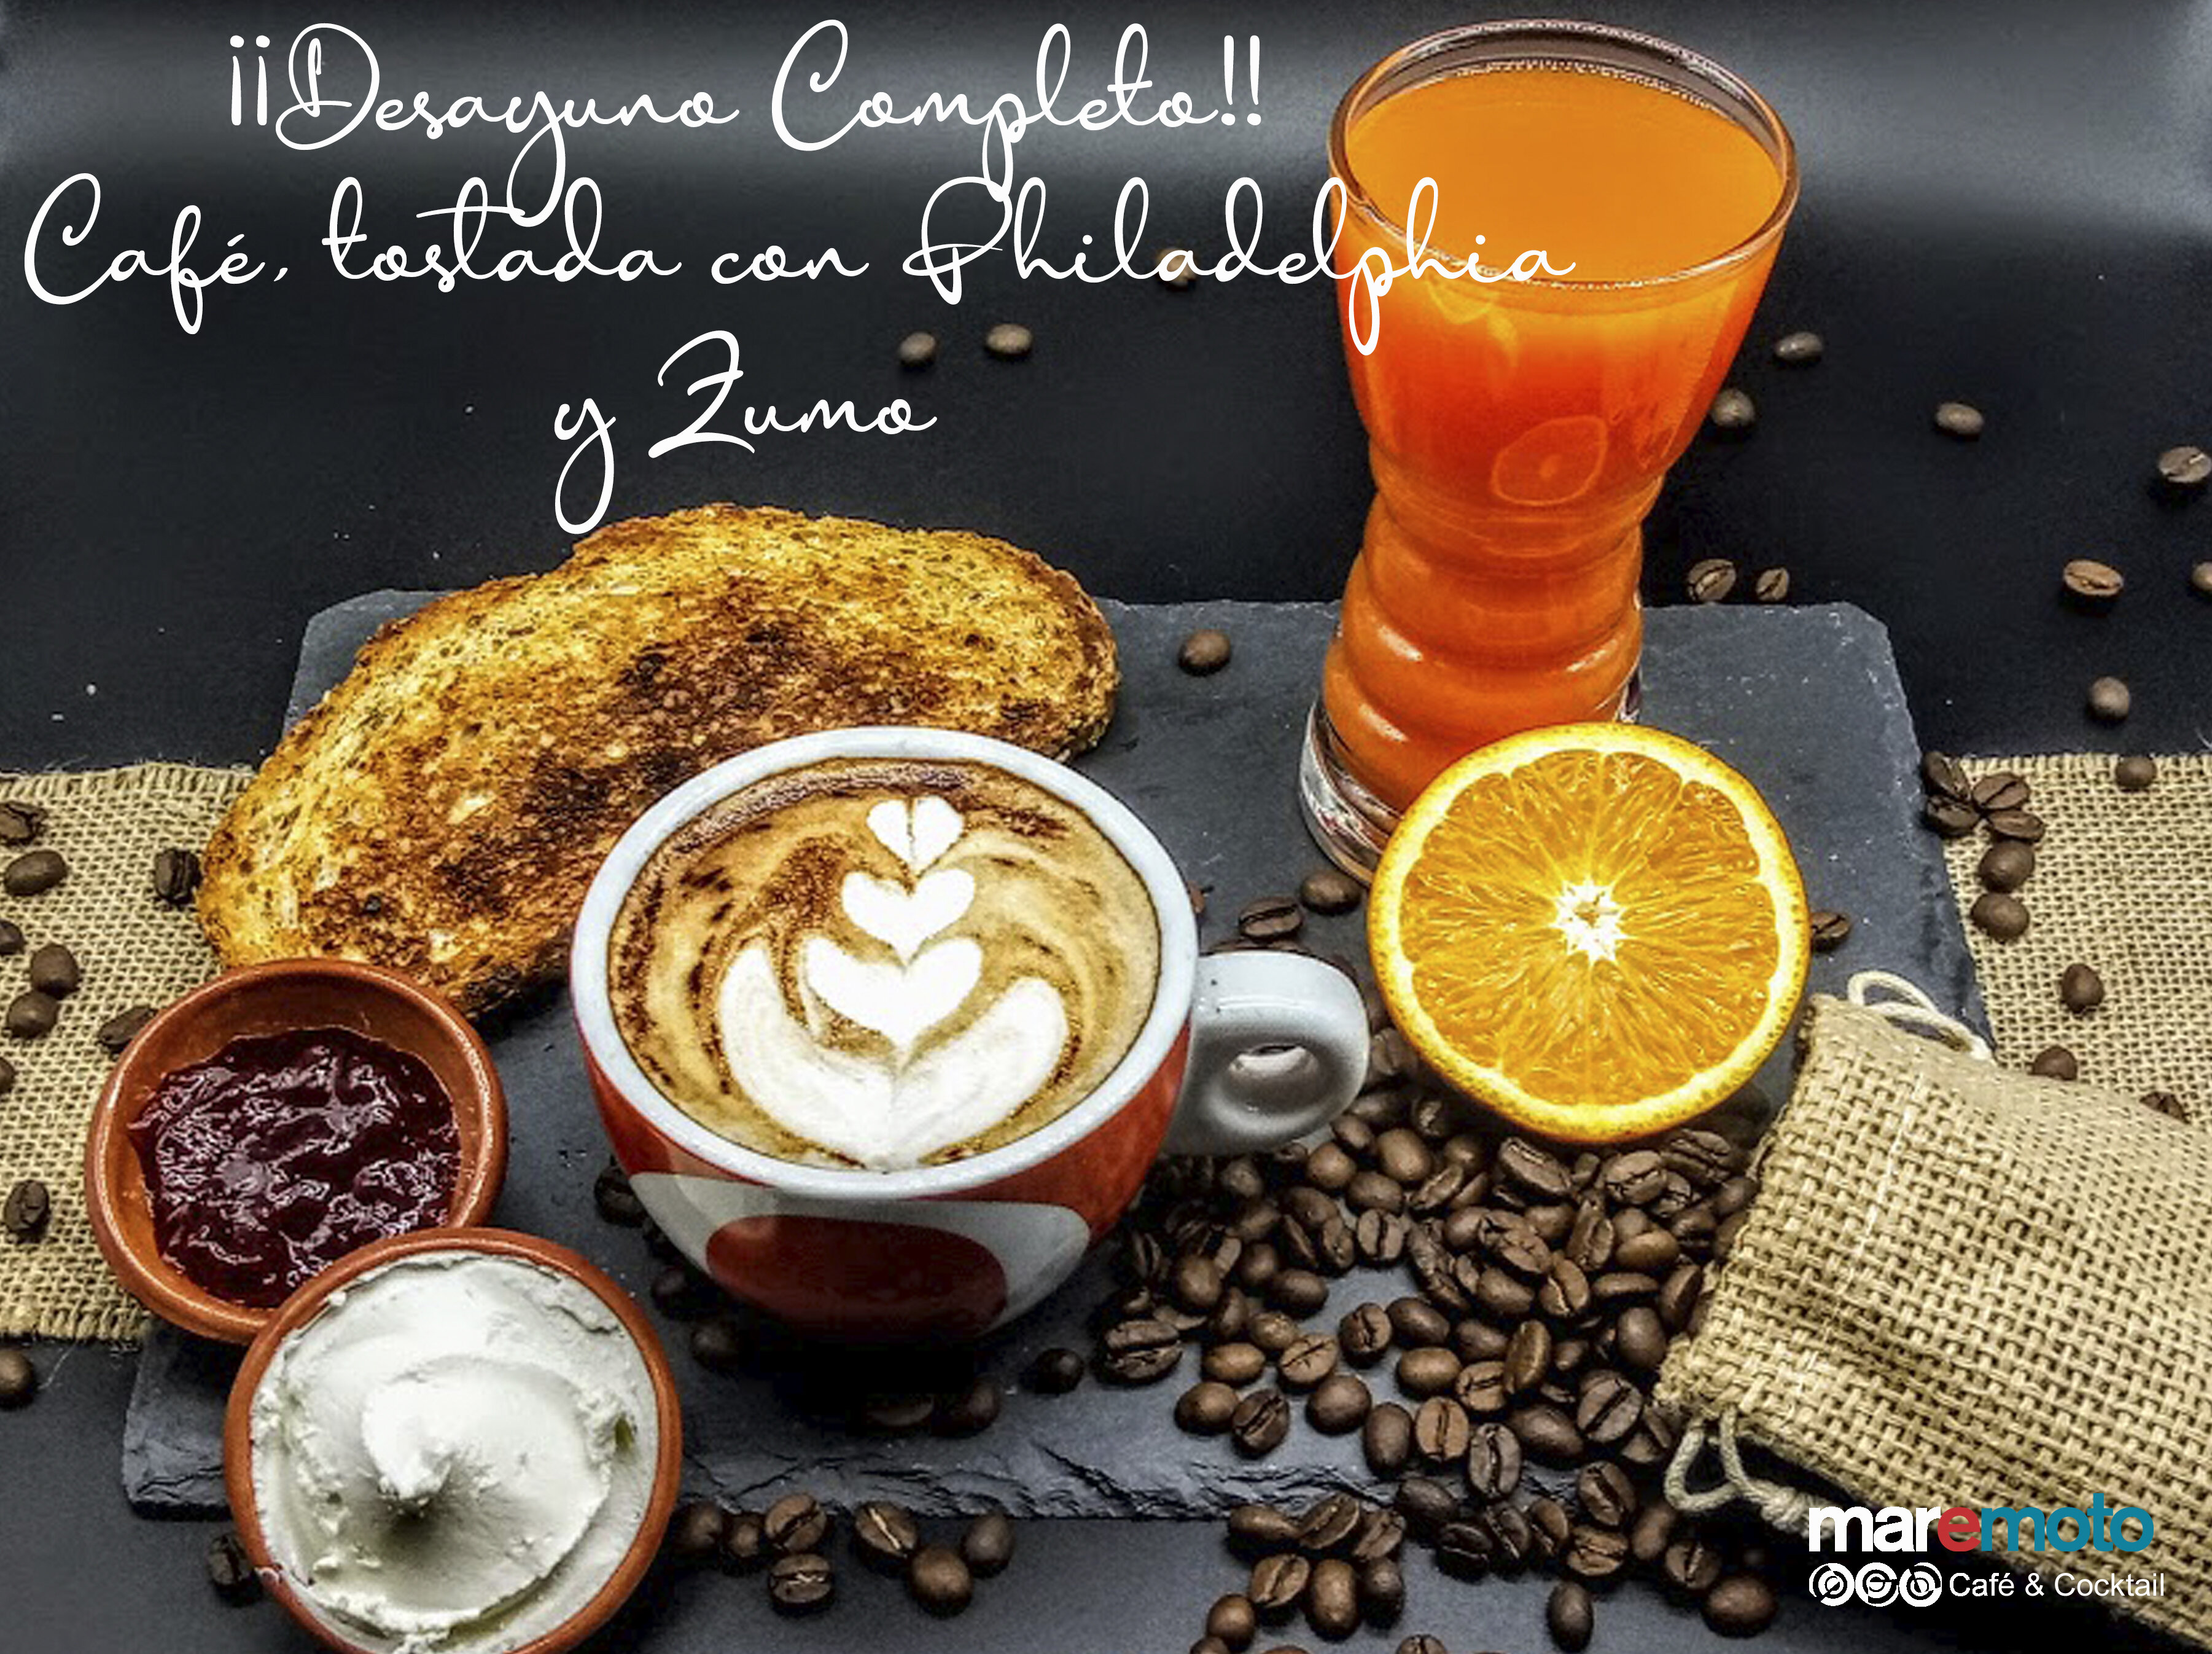 ¡¡Desayuno Completo!!
Café, tostada con Philadelphia
y Zumo
maremoto
Café & Cocktail